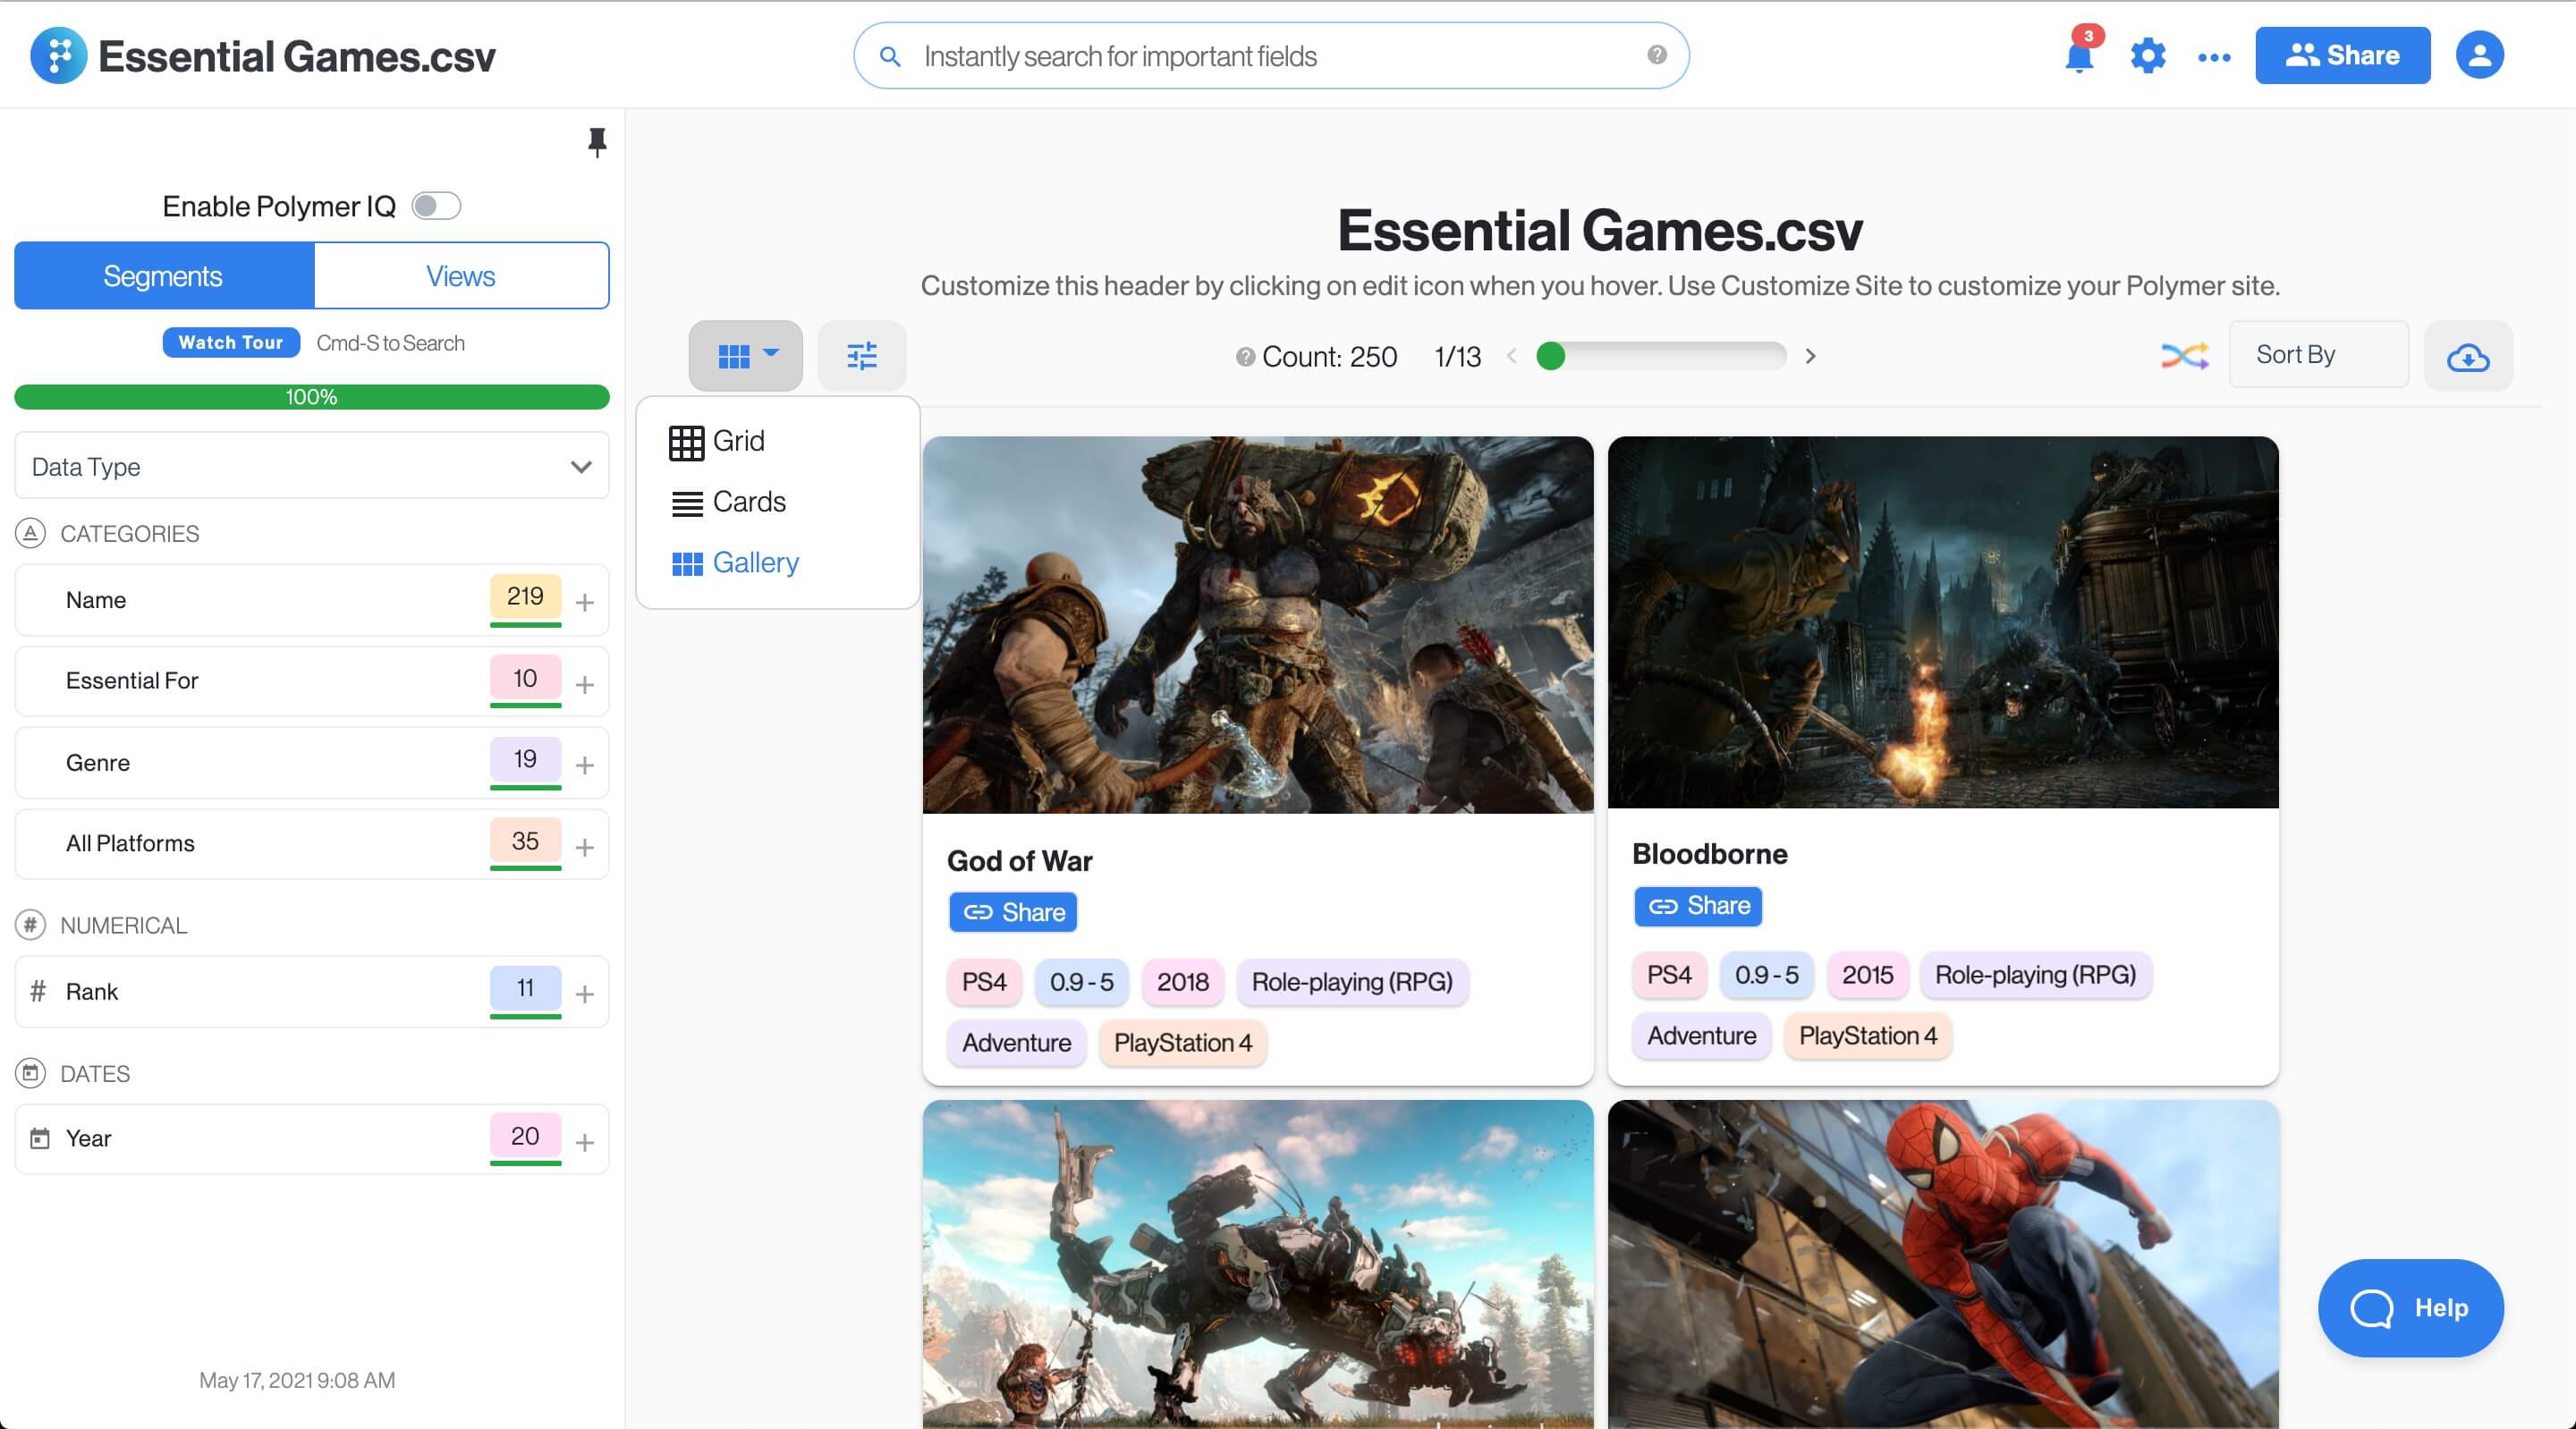 Essential Games.csv
Instantly search for important fields
3
Share
Enable Polymer IQ
Segments
Views
Watch Tour
Cmd-S to Search
100%
Data Type
CATEGORIES
Name
219
Essential For
10
Genre
19
All Platforms
35
NUMERICAL
# Rank
11
DATES
Year
20
May 17, 2021 9:08 AM
Essential Games.csv
Customize this header by clicking on edit icon when you hover. Use Customize Site to customize your Polymer site.
Count: 250
1/13
Sort By
Grid
Cards
Gallery
God of War
Share
PS4
0.9 - 5
2018
Role-playing (RPG)
Adventure
PlayStation 4
Bloodborne
Share
PS4
0.9 - 5
2015
Role-playing (RPG)
Adventure
PlayStation 4
Help